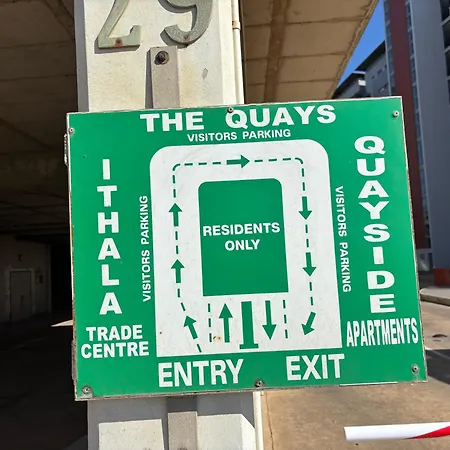 29
THE QUAYS
VISITORS PARKING
ITHALA
TRADE
CENTRE
VISITORS PARKING
RESIDENTS
ONLY
VISITORS PARKING
QUAYSIDE
APARTMENTS
ENTRY
EXIT